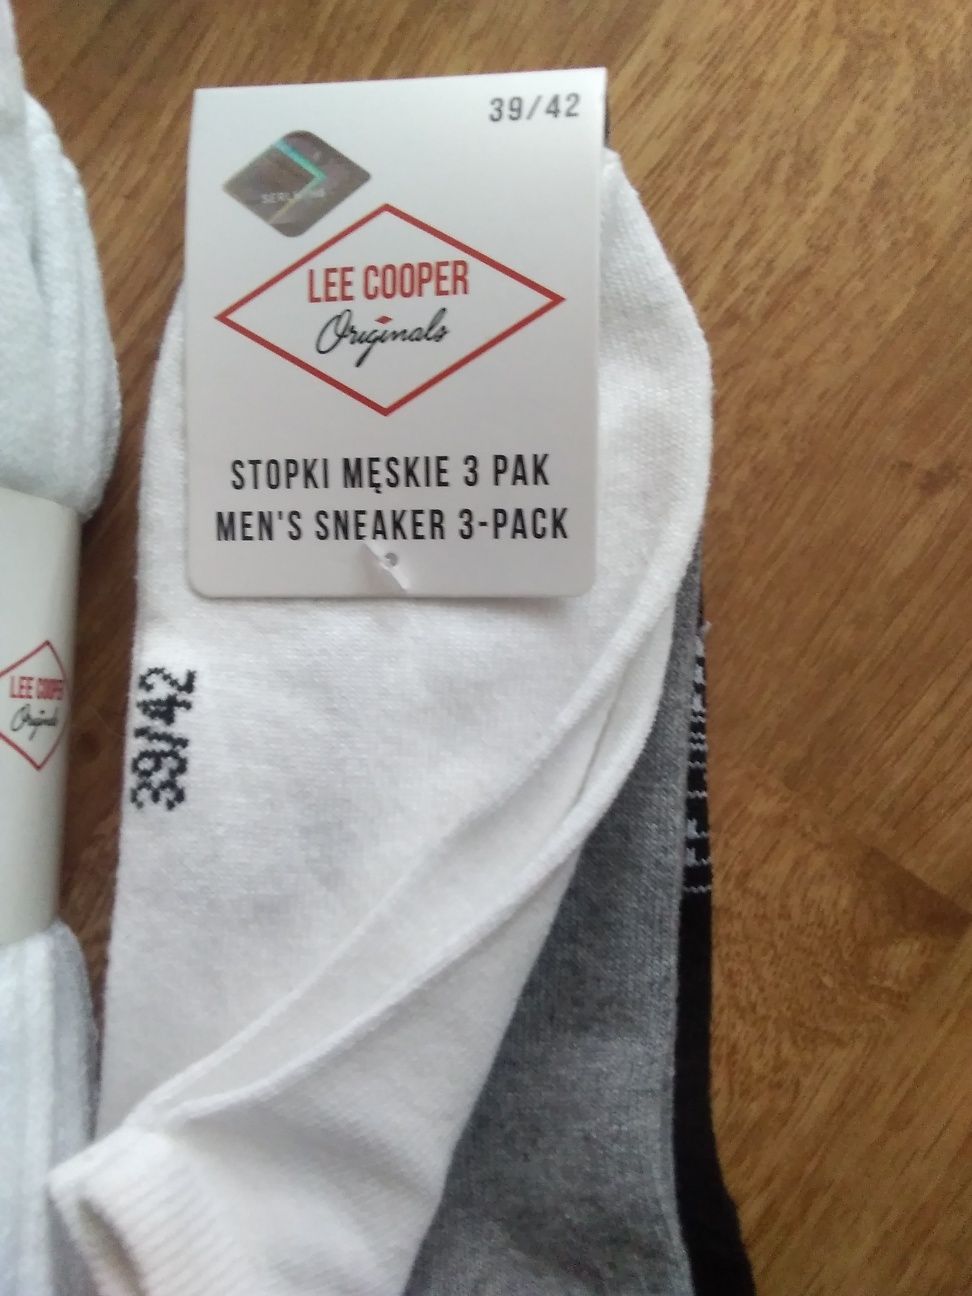 39/42
LEE COOPER
Originals
STOPKI MĘSKIE 3 PAK
MEN'S SNEAKER 3-PACK
39/42
LEE COOPER
Originals